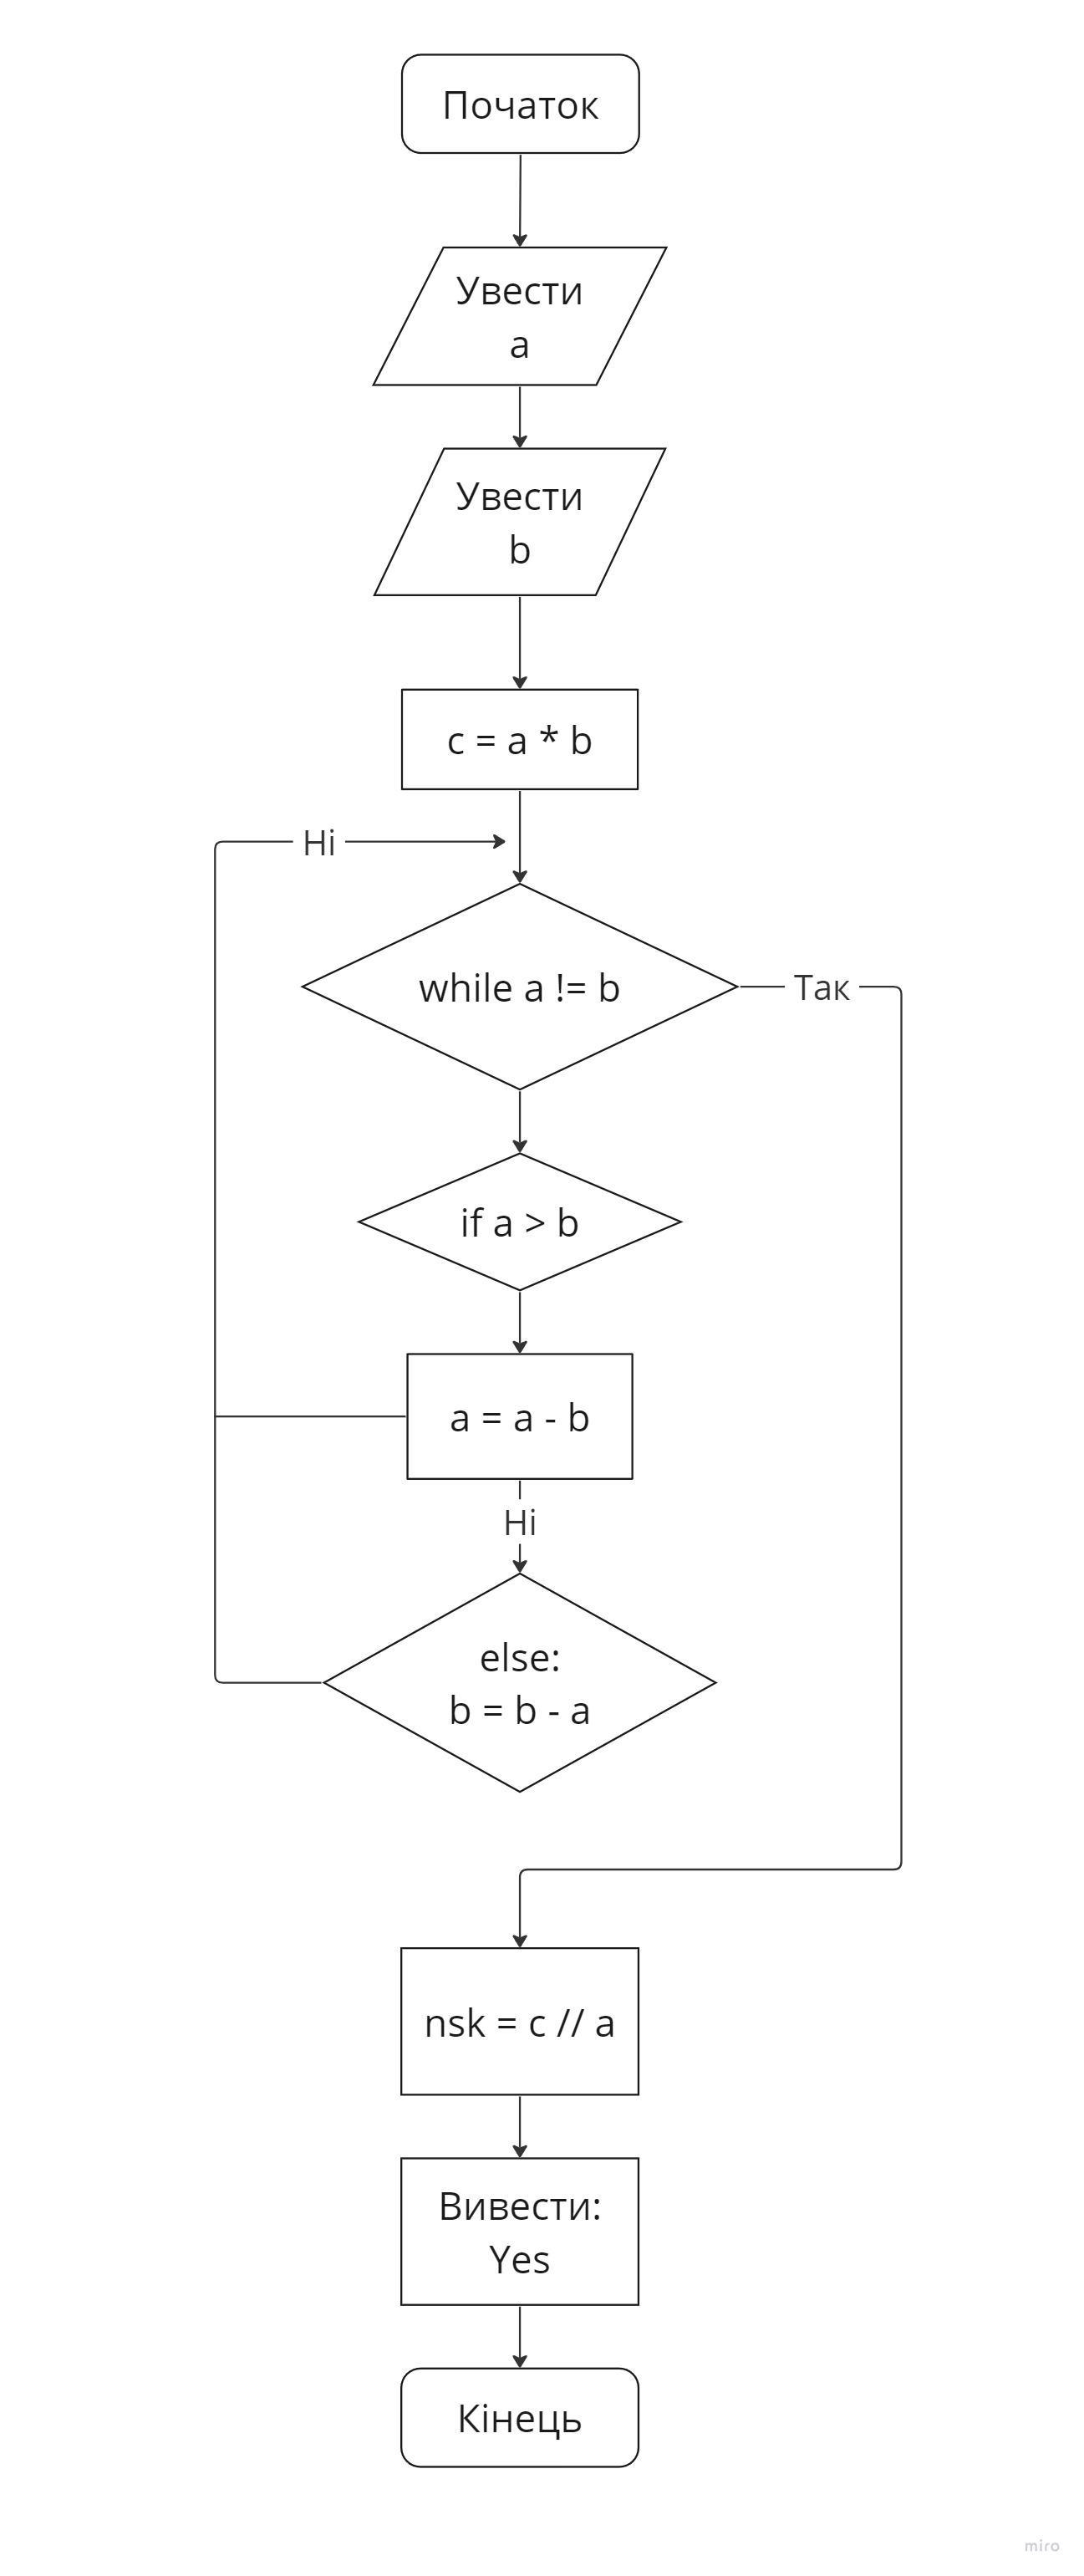 Початок
Увести
a
Увести
b
c = a * b
Ні
while a != b
Так
if a > b
a = a - b
Ні
else:
b = b - a
nsk = c // a
Вивести:
Yes
Кінець
miro